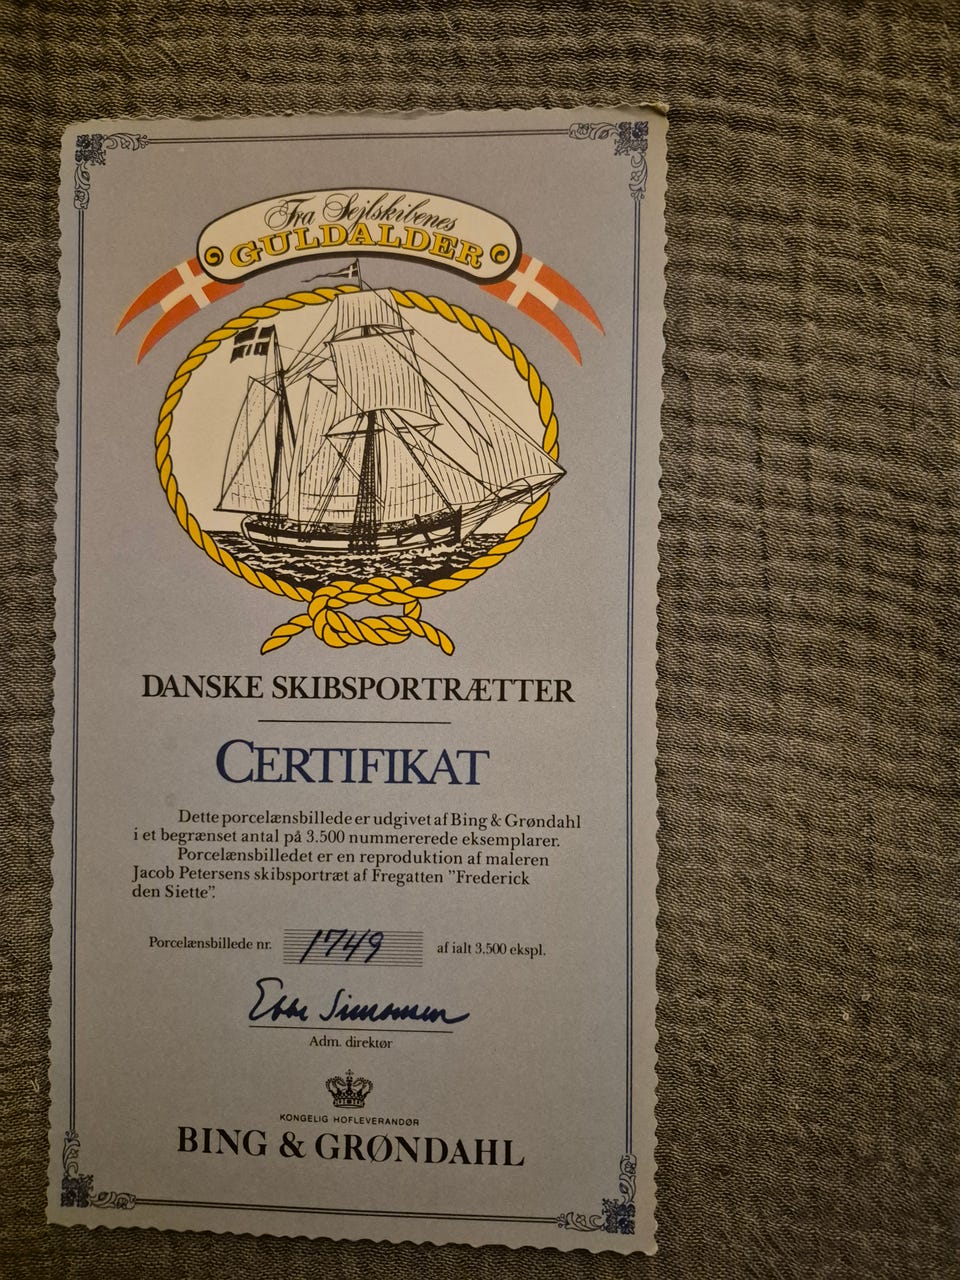 Fra Sejlskibenes
GULDALDER
DANSKE SKIBSPORTRÆTTER
CERTIFIKAT
Dette porcelænsbillede er udgivet af Bing & Grøndahl
i et begrænset antal på 3.500 nummererede eksemplarer.
Porcelænsbilledet er en reproduktion af maleren
Jacob Petersens skibsportræt af Fregatten ”Frederick
den Siette”.
Porcelænsbillede nr. 1749 af ialt 3.500 ekspl.
Ebbe Simonsen
Adm. direktør
KONGELIG HOFLEVERANDØR
BING & GRØNDAHL